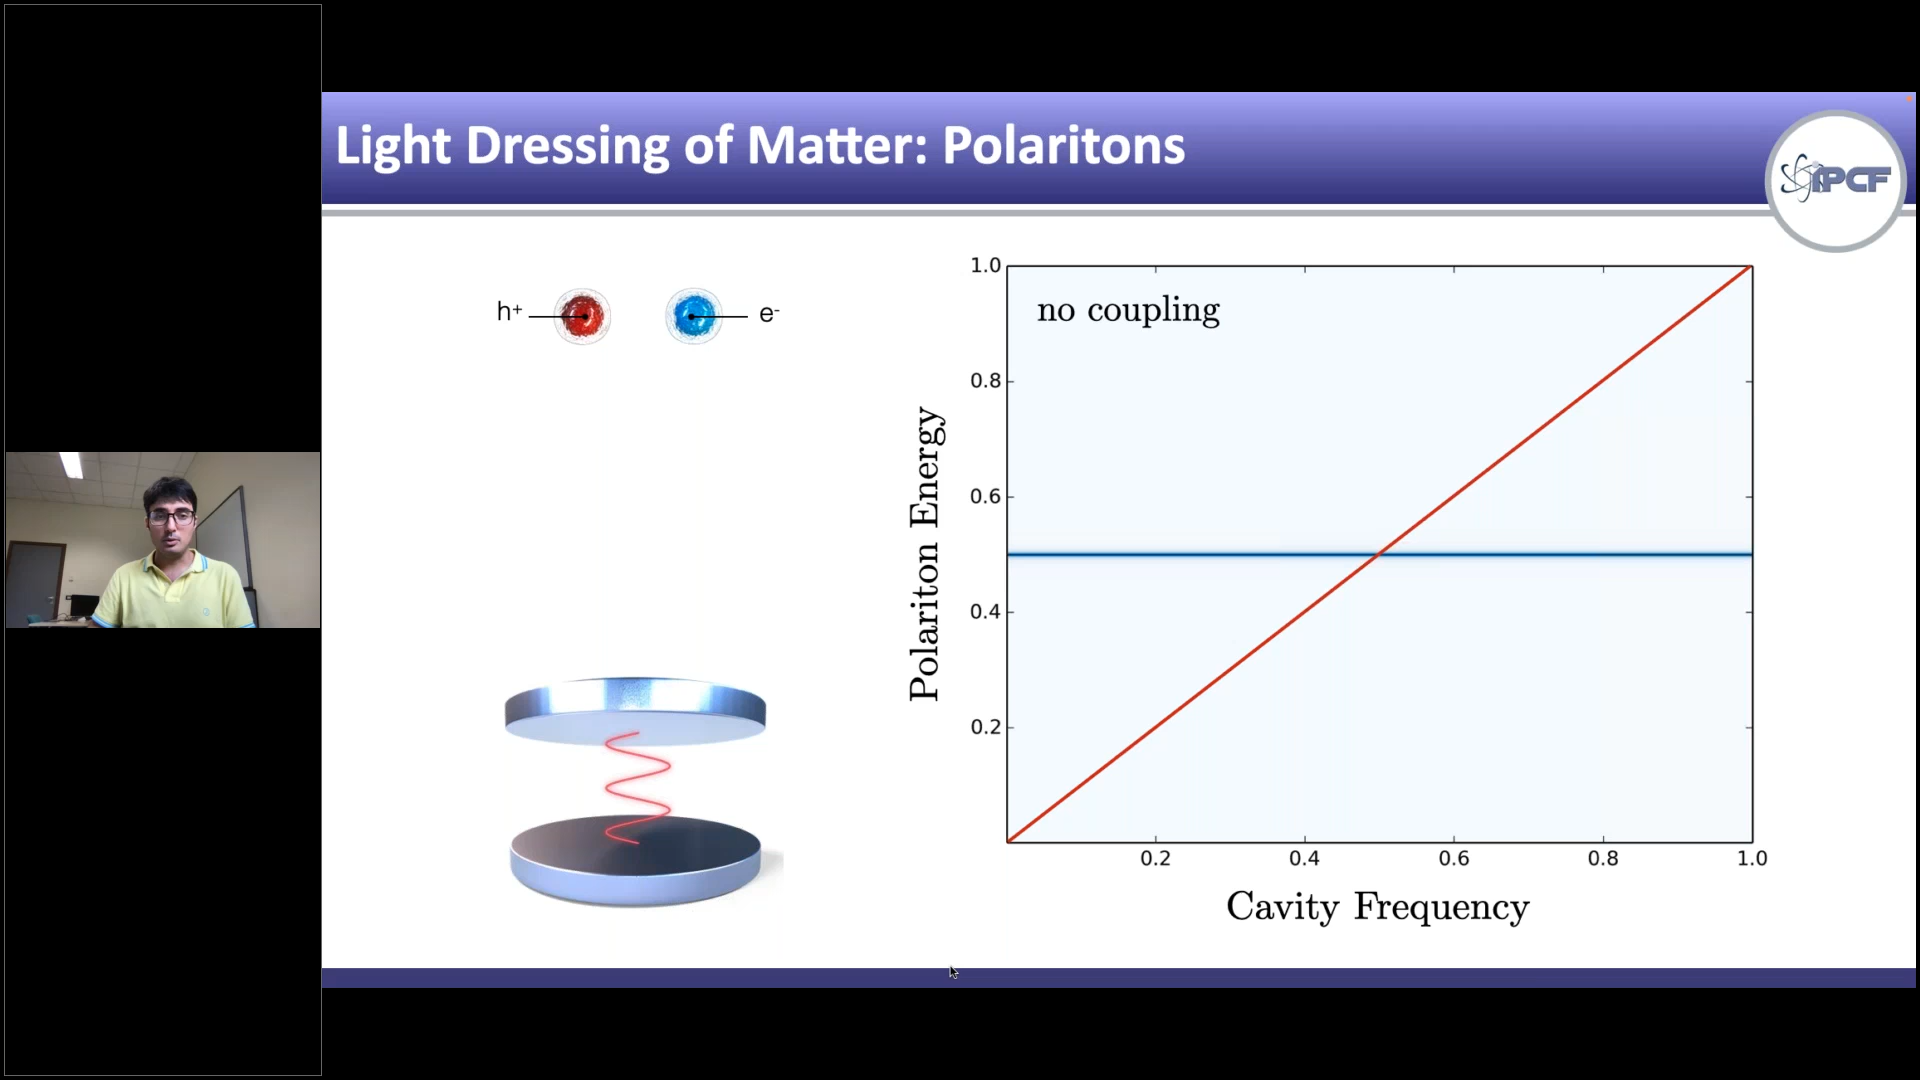 Light Dressing of Matter: Polaritons
IPCF
h+
e-
no coupling
Polariton Energy
1.0
0.8
0.6
0.4
0.2
0.2 0.4 0.6 0.8 1.0
Cavity Frequency